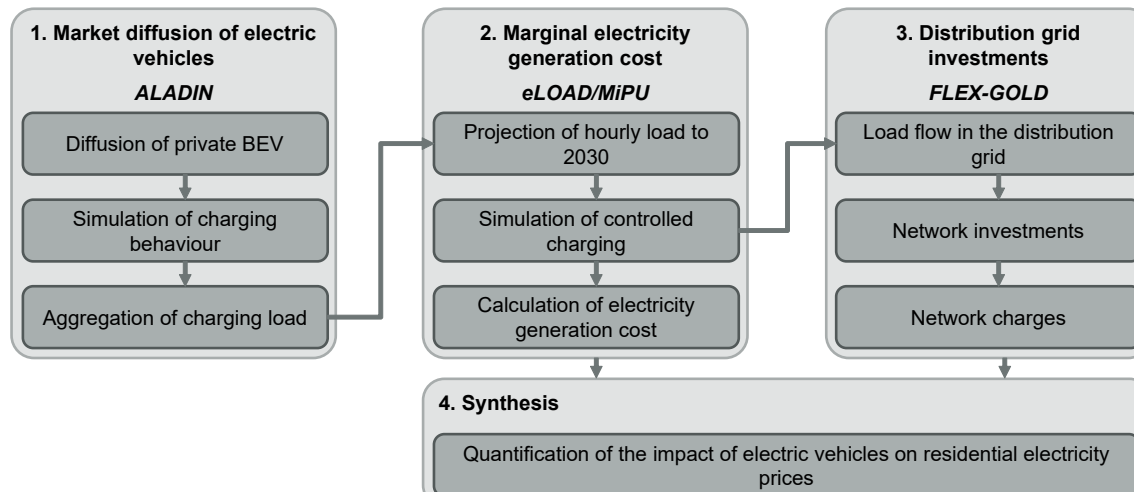 1. Market diffusion of electric
vehicles
ALADIN
Diffusion of private BEV
Simulation of charging
behaviour
Aggregation of charging load
2. Marginal electricity
generation cost
eLOAD/MiPU
Projection of hourly load to
2030
Simulation of controlled
charging
Calculation of electricity
generation cost
3. Distribution grid
investments
FLEX-GOLD
Load flow in the distribution
grid
Network investments
Network charges
4. Synthesis
Quantification of the impact of electric vehicles on residential electricity
prices